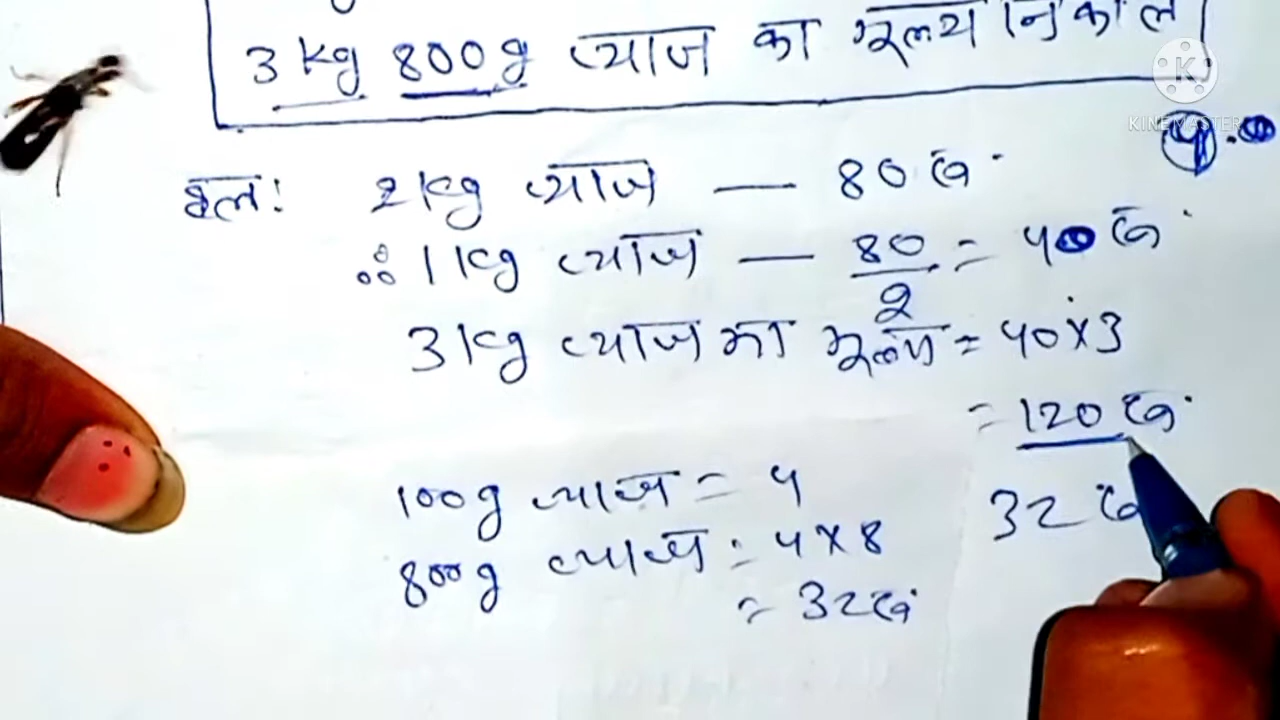 3 kg 800g प्याज का मूल्य निकाले
KINEMASTER
हल: 2kg प्याज — 80 रु.
∴ 1kg प्याज — 80/2 = 40 रु.
3kg प्याज का मूल्य = 40×3
= 120 रु.
100g प्याज = 4
32 रु
800g प्याज = 4×8
= 32रु